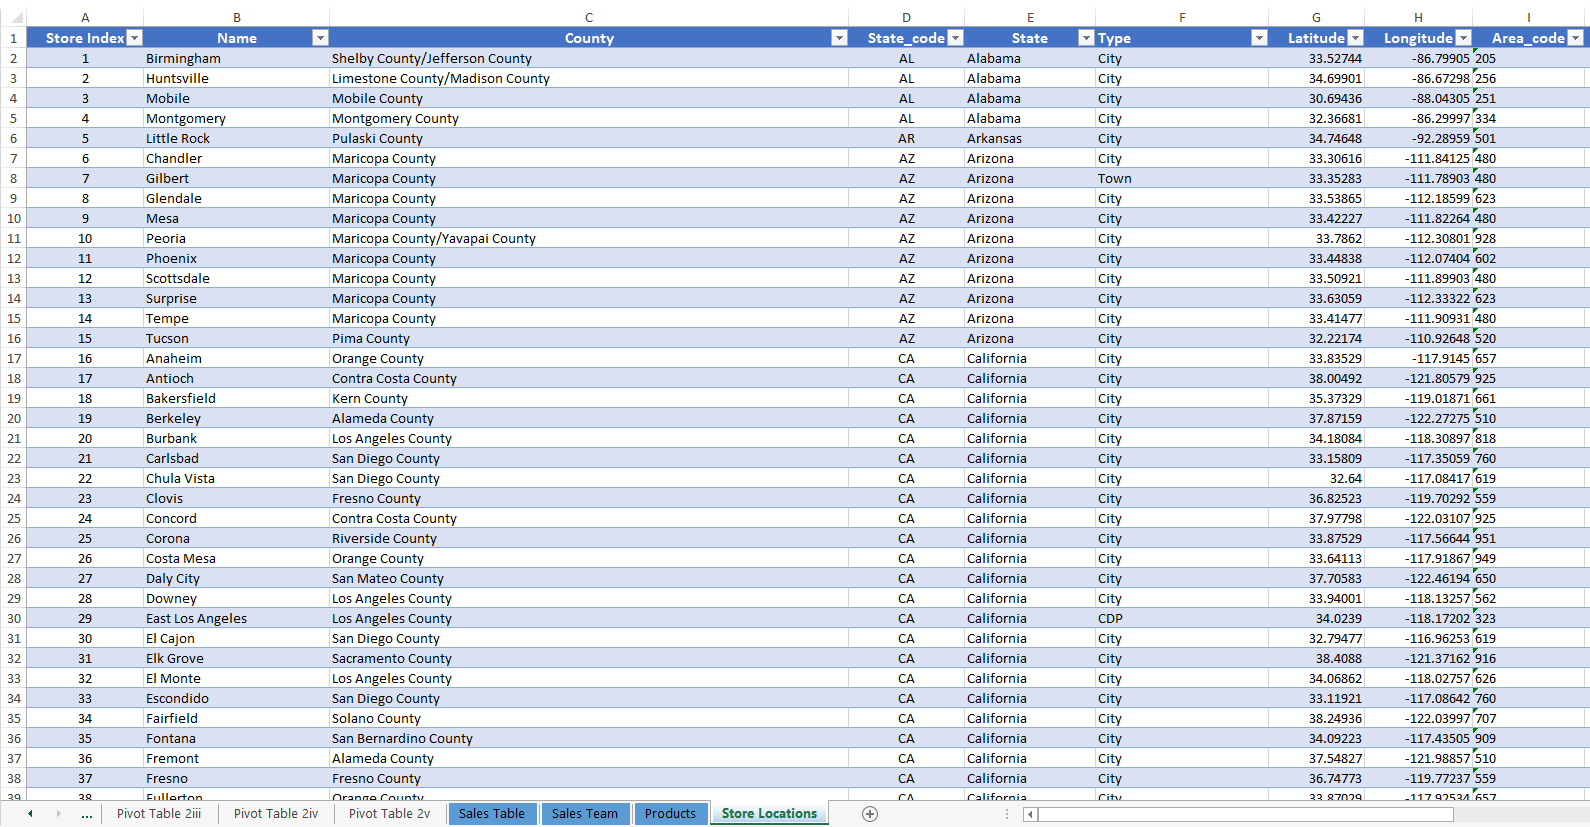 A B C D E F G H I
1 Store Index Name County State_code State Type Latitude Longitude Area_code
2 1 Birmingham Shelby County/Jefferson County AL Alabama City 33.52744 -86.79905 205
3 2 Huntsville Limestone County/Madison County AL Alabama City 34.69901 -86.67298 256
4 3 Mobile Mobile County AL Alabama City 30.69436 -88.04305 251
5 4 Montgomery Montgomery County AL Alabama City 32.36681 -86.29997 334
6 5 Little Rock Pulaski County AR Arkansas City 34.74648 -92.28959 501
7 6 Chandler Maricopa County AZ Arizona City 33.30616 -111.84125 480
8 7 Gilbert Maricopa County AZ Arizona Town 33.35283 -111.78903 480
9 8 Glendale Maricopa County AZ Arizona City 33.53865 -112.18599 623
10 9 Mesa Maricopa County AZ Arizona City 33.42227 -111.82264 480
11 10 Peoria Maricopa County/Yavapai County AZ Arizona City 33.7862 -112.30801 928
12 11 Phoenix Maricopa County AZ Arizona City 33.44838 -112.07404 602
13 12 Scottsdale Maricopa County AZ Arizona City 33.50921 -111.89903 480
14 13 Surprise Maricopa County AZ Arizona City 33.63059 -112.33322 623
15 14 Tempe Maricopa County AZ Arizona City 33.41477 -111.90931 480
16 15 Tucson Pima County AZ Arizona City 32.22174 -110.92648 520
17 16 Anaheim Orange County CA California City 33.83529 -117.9145 657
18 17 Antioch Contra Costa County CA California City 38.00492 -121.80579 925
19 18 Bakersfield Kern County CA California City 35.37329 -119.01871 661
20 19 Berkeley Alameda County CA California City 37.87159 -122.27275 510
21 20 Burbank Los Angeles County CA California City 34.18084 -118.30897 818
22 21 Carlsbad San Diego County CA California City 33.15809 -117.35059 760
23 22 Chula Vista San Diego County CA California City 32.64 -117.08417 619
24 23 Clovis Fresno County CA California City 36.82523 -119.70292 559
25 24 Concord Contra Costa County CA California City 37.97798 -122.03107 925
26 25 Corona Riverside County CA California City 33.87529 -117.56644 951
27 26 Costa Mesa Orange County CA California City 33.64113 -117.91867 949
28 27 Daly City San Mateo County CA California City 37.70583 -122.46194 650
29 28 Downey Los Angeles County CA California City 33.94001 -118.13257 562
30 29 East Los Angeles Los Angeles County CA California CDP 34.0239 -118.17202 323
31 30 El Cajon San Diego County CA California City 32.79477 -116.96253 619
32 31 Elk Grove Sacramento County CA California City 38.4088 -121.37162 916
33 32 El Monte Los Angeles County CA California City 34.06862 -118.02757 626
34 33 Escondido San Diego County CA California City 33.11921 -117.08642 760
35 34 Fairfield Solano County CA California City 38.24936 -122.03997 707
36 35 Fontana San Bernardino County CA California City 34.09223 -117.43505 909
37 36 Fremont Alameda County CA California City 37.54827 -121.98857 510
38 37 Fresno Fresno County CA California City 36.74773 -119.77237 559
39 38 Fullerton Orange County CA California City 33.87029 -117.92534 657
... Pivot Table 2iii Pivot Table 2iv Pivot Table 2v Sales Table Sales Team Products Store Locations